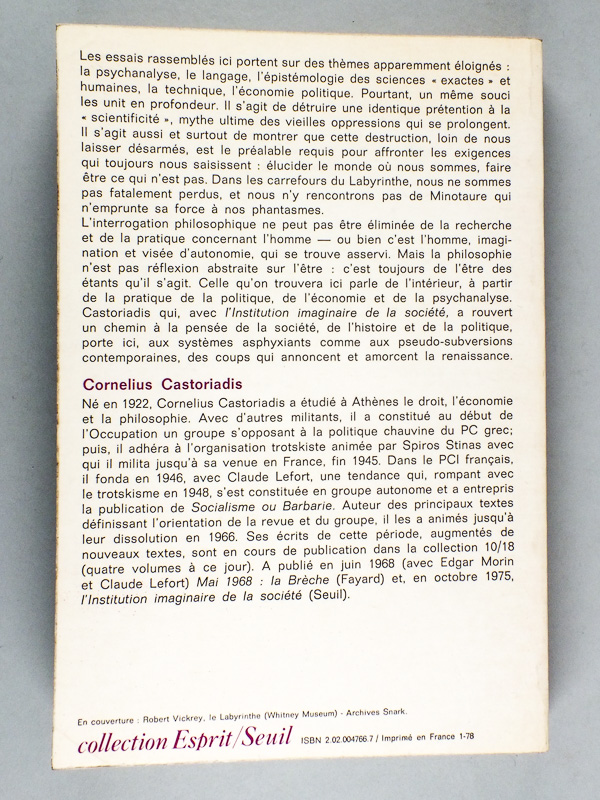 Les essais rassemblés ici portent sur des thèmes apparemment éloignés :
la psychanalyse, le langage, l'épistémologie des sciences « exactes » et
humaines, la technique, l'économie politique. Pourtant, un même souci
les unit en profondeur. Il s'agit de détruire une identique prétention à la
« scientificité », mythe ultime des vieilles oppressions qui se prolongent.
Il s'agit aussi et surtout de montrer que cette destruction, loin de nous
laisser désarmés, est le préalable requis pour affronter les exigences
qui toujours nous saisissent : élucider le monde où nous sommes, faire
être ce qui n'est pas. Dans les carrefours du Labyrinthe, nous ne sommes
pas fatalement perdus, et nous n'y rencontrons pas de Minotaure qui
n'emprunte sa force à nos phantasmes.
L'interrogation philosophique ne peut pas être éliminée de la recherche
et de la pratique concernant l'homme — ou bien c'est l'homme, imagi-
nation et visée d'autonomie, qui se trouve asservi. Mais la philosophie
n'est pas réflexion abstraite sur l'être : c'est toujours de l'être des
étants qu'il s'agit. Celle qu'on trouvera ici parle de l'intérieur, à partir
de la pratique de la politique, de l'économie et de la psychanalyse.
Castoriadis qui, avec l'Institution imaginaire de la société, a rouvert
un chemin à la pensée de la société, de l'histoire et de la politique,
porte ici, aux systèmes asphyxiants comme aux pseudo-subversions
contemporaines, des coups qui annoncent et amorcent la renaissance.
Cornelius Castoriadis
Né en 1922, Cornelius Castoriadis a étudié à Athènes le droit, l'économie
et la philosophie. Avec d'autres militants, il a constitué au début de
l'Occupation un groupe s'opposant à la politique chauvine du PC grec;
puis, il adhéra à l'organisation trotskiste animée par Spiros Stinas avec
qui il milita jusqu'à sa venue en France, fin 1945. Dans le PCI français,
il fonda en 1946, avec Claude Lefort, une tendance qui, rompant avec
le trotskisme en 1948, s'est constituée en groupe autonome et a entrepris
la publication de Socialisme ou Barbarie. Auteur des principaux textes
définissant l'orientation de la revue et du groupe, il les a animés jusqu'à
leur dissolution en 1966. Ses écrits de cette période, augmentés de
nouveaux textes, sont en cours de publication dans la collection 10/18
(quatre volumes à ce jour). A publié en juin 1968 (avec Edgar Morin
et Claude Lefort) Mai 1968 : la Brèche (Fayard) et, en octobre 1975,
l'Institution imaginaire de la société (Seuil).
En couverture : Robert Vickrey, le Labyrinthe (Whitney Museum) - Archives Snark.
collection Esprit/Seuil ISBN 2.02.004766.7 / Imprimé en France 1-78